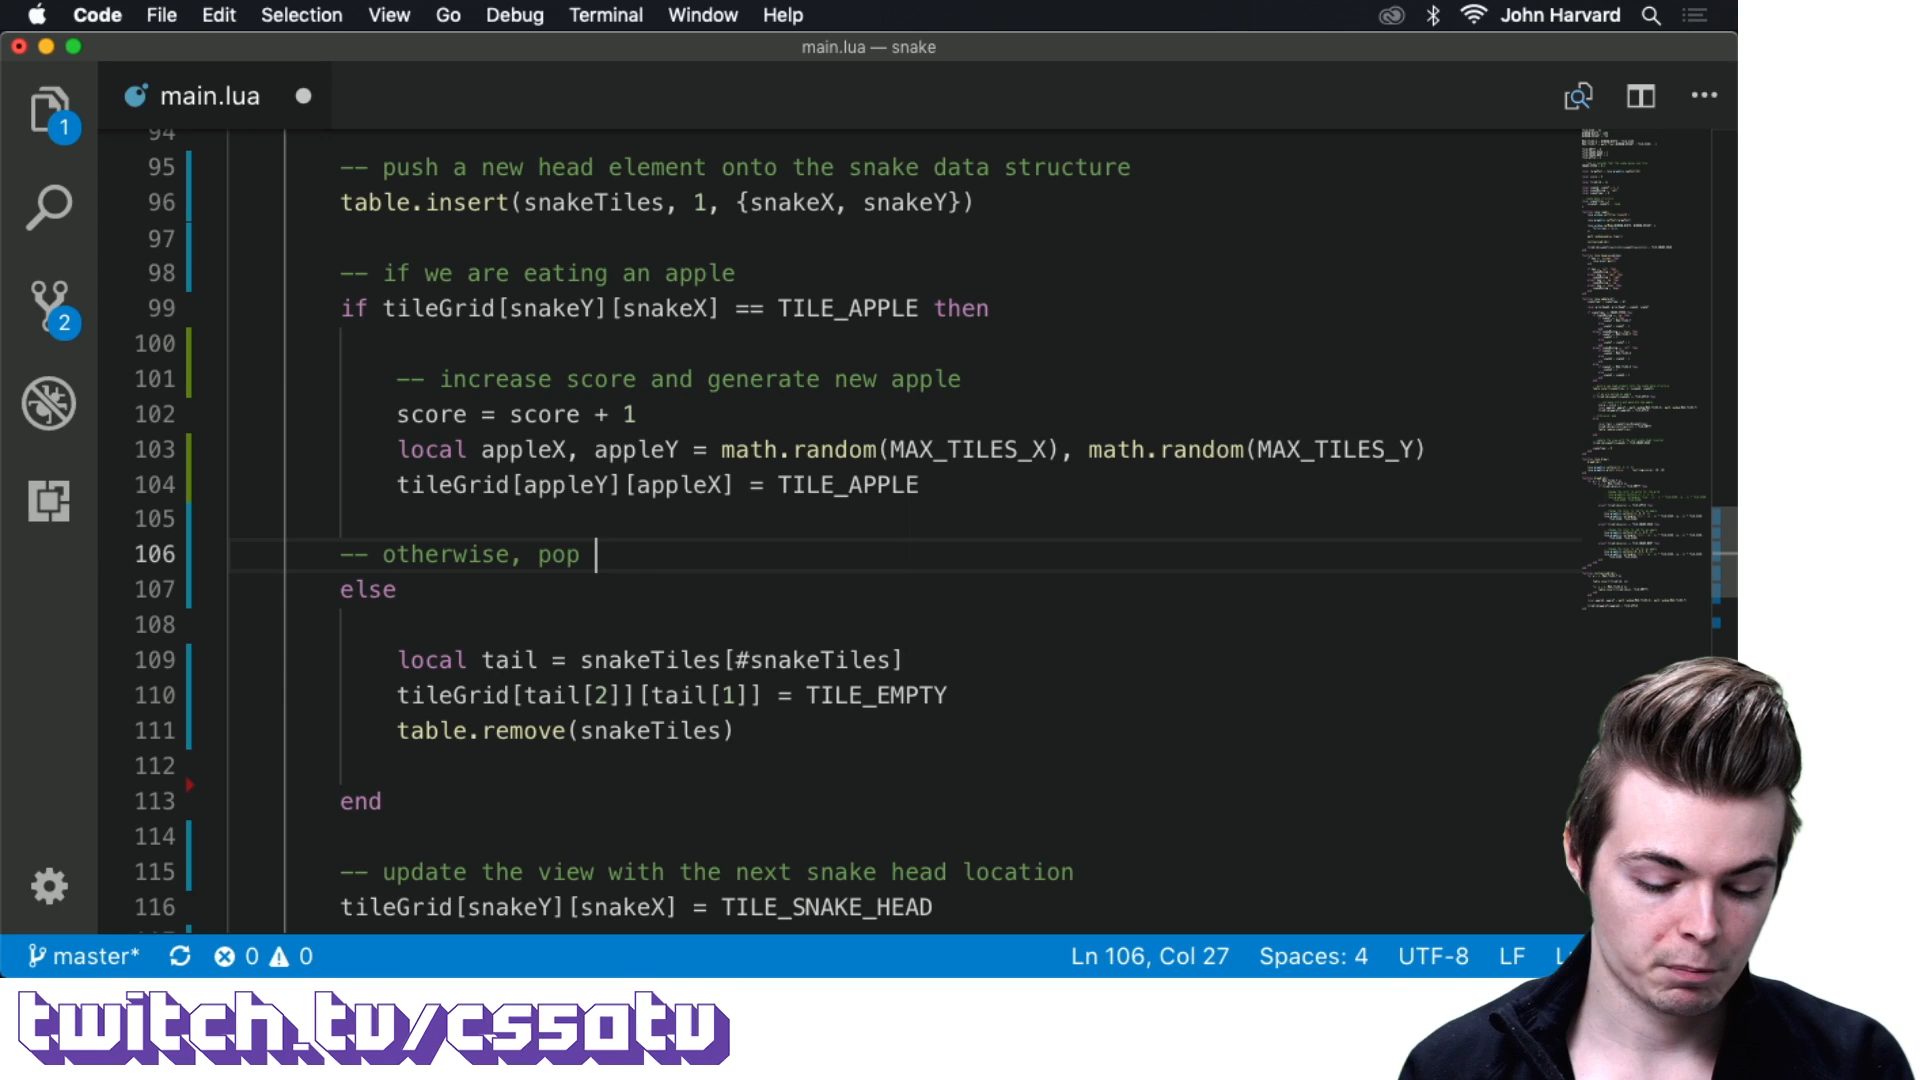 Code File Edit Selection View Go Debug Terminal Window Help John Harvard
main.lua — snake
main.lua
1
2
94
95 -- push a new head element onto the snake data structure
96 table.insert(snakeTiles, 1, {snakeX, snakeY})
97
98 -- if we are eating an apple
99 if tileGrid[snakeY][snakeX] == TILE_APPLE then
100
101 -- increase score and generate new apple
102 score = score + 1
103 local appleX, appleY = math.random(MAX_TILES_X), math.random(MAX_TILES_Y)
104 tileGrid[appleY][appleX] = TILE_APPLE
105
106 -- otherwise, pop
107 else
108
109 local tail = snakeTiles[#snakeTiles]
110 tileGrid[tail[2]][tail[1]] = TILE_EMPTY
111 table.remove(snakeTiles)
112
113 end
114
115 -- update the view with the next snake head location
116 tileGrid[snakeY][snakeX] = TILE_SNAKE_HEAD
master* 0 0 Ln 106, Col 27 Spaces: 4 UTF-8 LF
twitch.tv/cs50tv